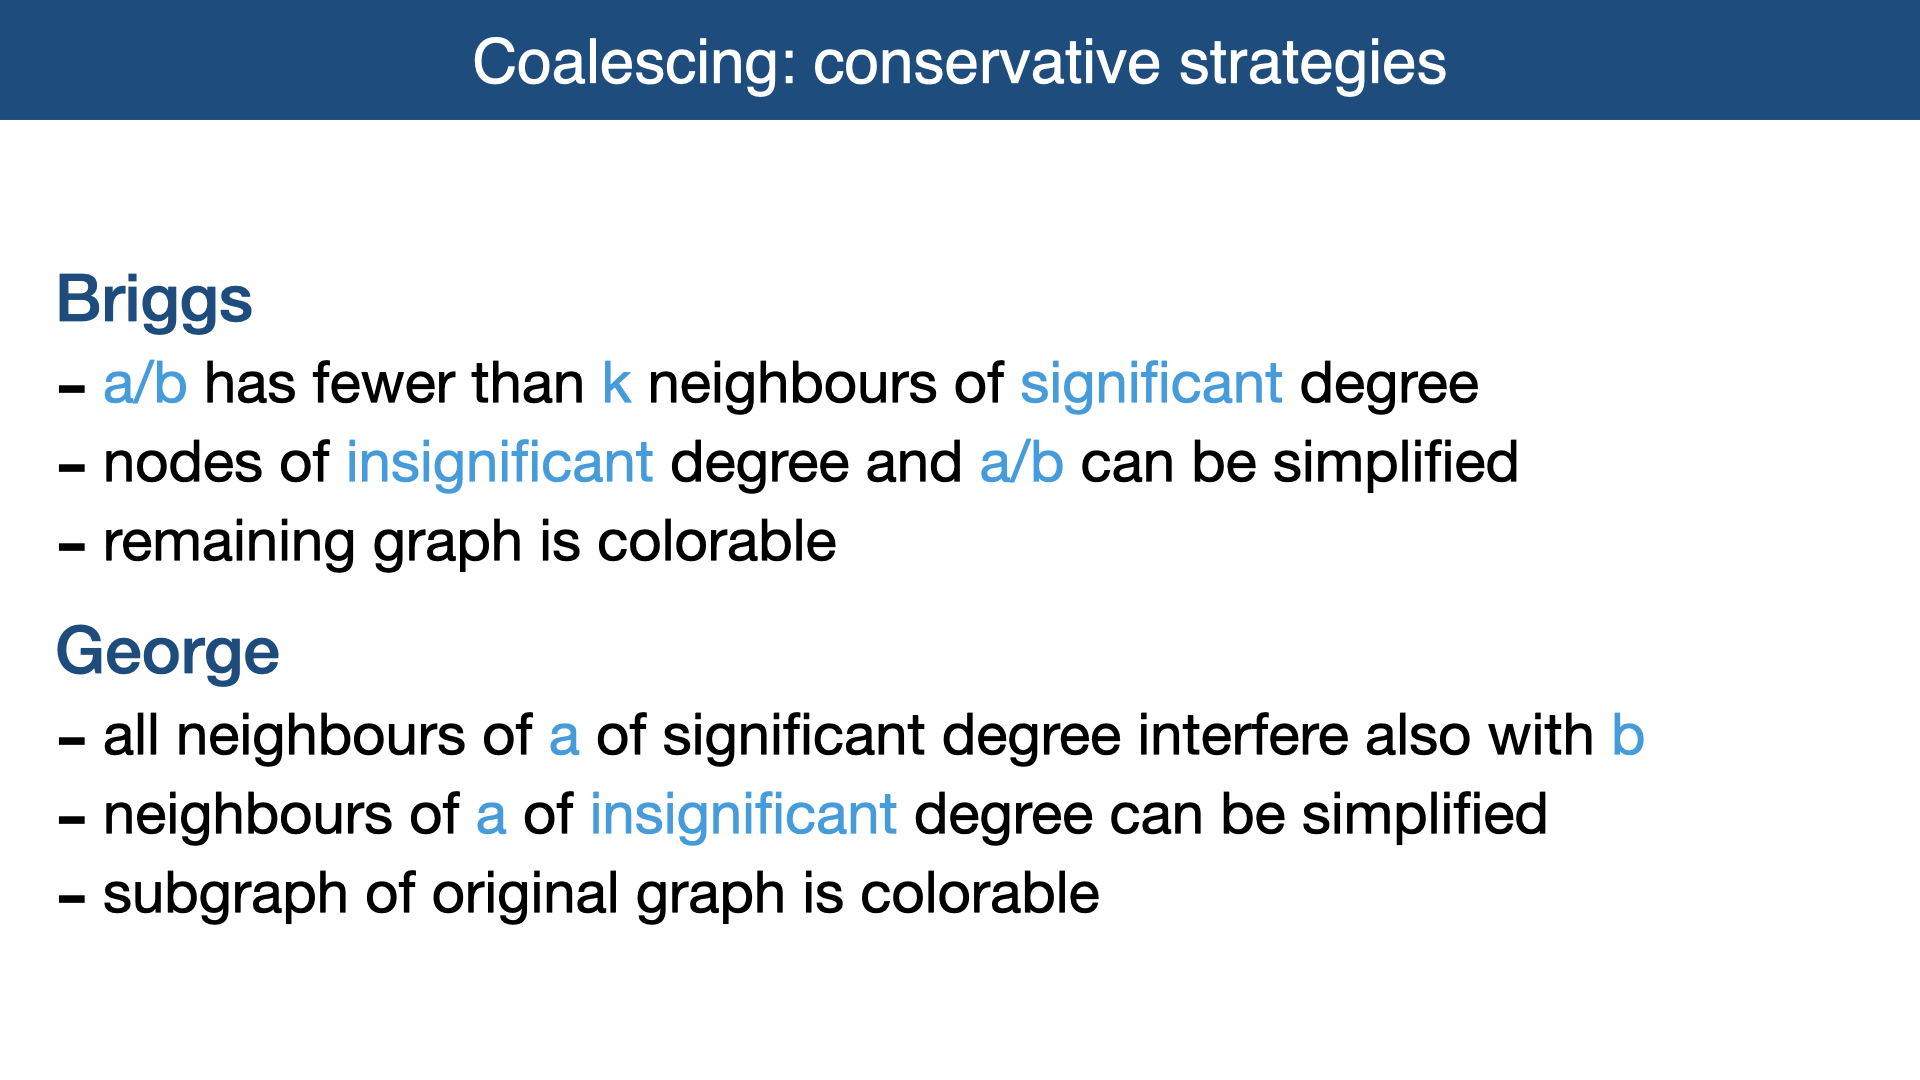 Coalescing: conservative strategies
Briggs
– a/b has fewer than k neighbours of significant degree
– nodes of insignificant degree and a/b can be simplified
– remaining graph is colorable
George
– all neighbours of a of significant degree interfere also with b
– neighbours of a of insignificant degree can be simplified
– subgraph of original graph is colorable